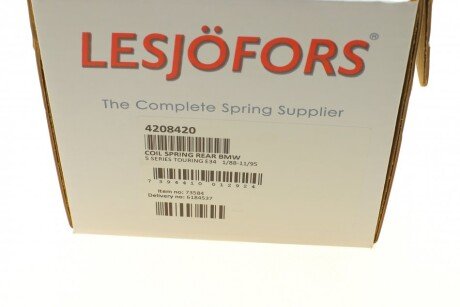 LESJÖFORS®
The Complete Spring Supplier
4208420
COIL SPRING REAR BMW
5 SERIES TOURING E34 1/88-11/95
7 394610 012924
Item no: 73584
Delivery no: 6184537